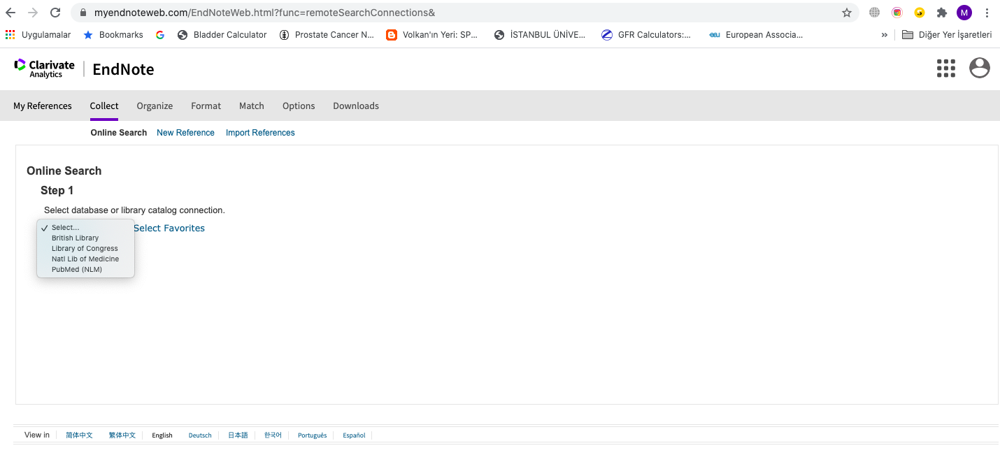 myendnoteweb.com/EndNoteWeb.html?func=remoteSearchConnections&
M
Uygulamalar Bookmarks Bladder Calculator Prostate Cancer N... Volkan'ın Yeri: SP... İSTANBUL ÜNİVE... GFR Calculators:... eau European Associa... » Diğer Yer İşaretleri
Clarivate
Analytics
EndNote
My References Collect Organize Format Match Options Downloads
Online Search New Reference Import References
Online Search
Step 1
Select database or library catalog connection.
✓ Select... Select Favorites
British Library
Library of Congress
Natl Lib of Medicine
PubMed (NLM)
View in 简体中文 繁体中文 English Deutsch 日本語 한국어 Português Español